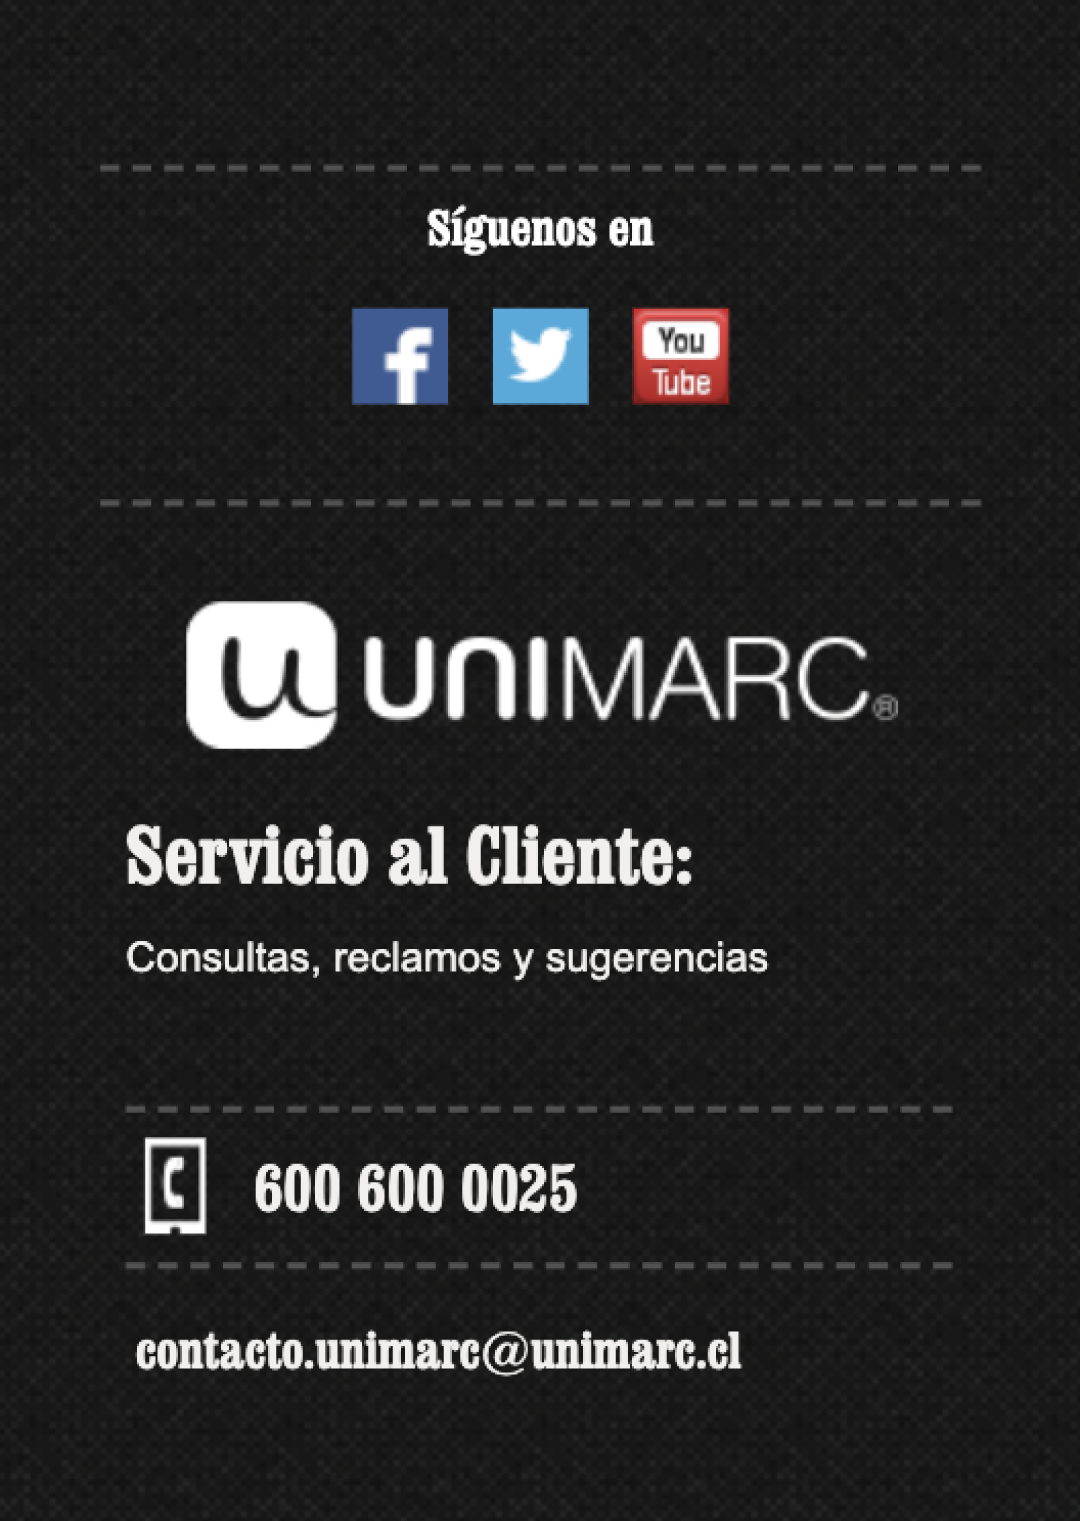 Síguenos en
f
You
Tube
u UNIMARC®
Servicio al Cliente:
Consultas, reclamos y sugerencias
600 600 0025
contacto.unimarc@unimarc.cl